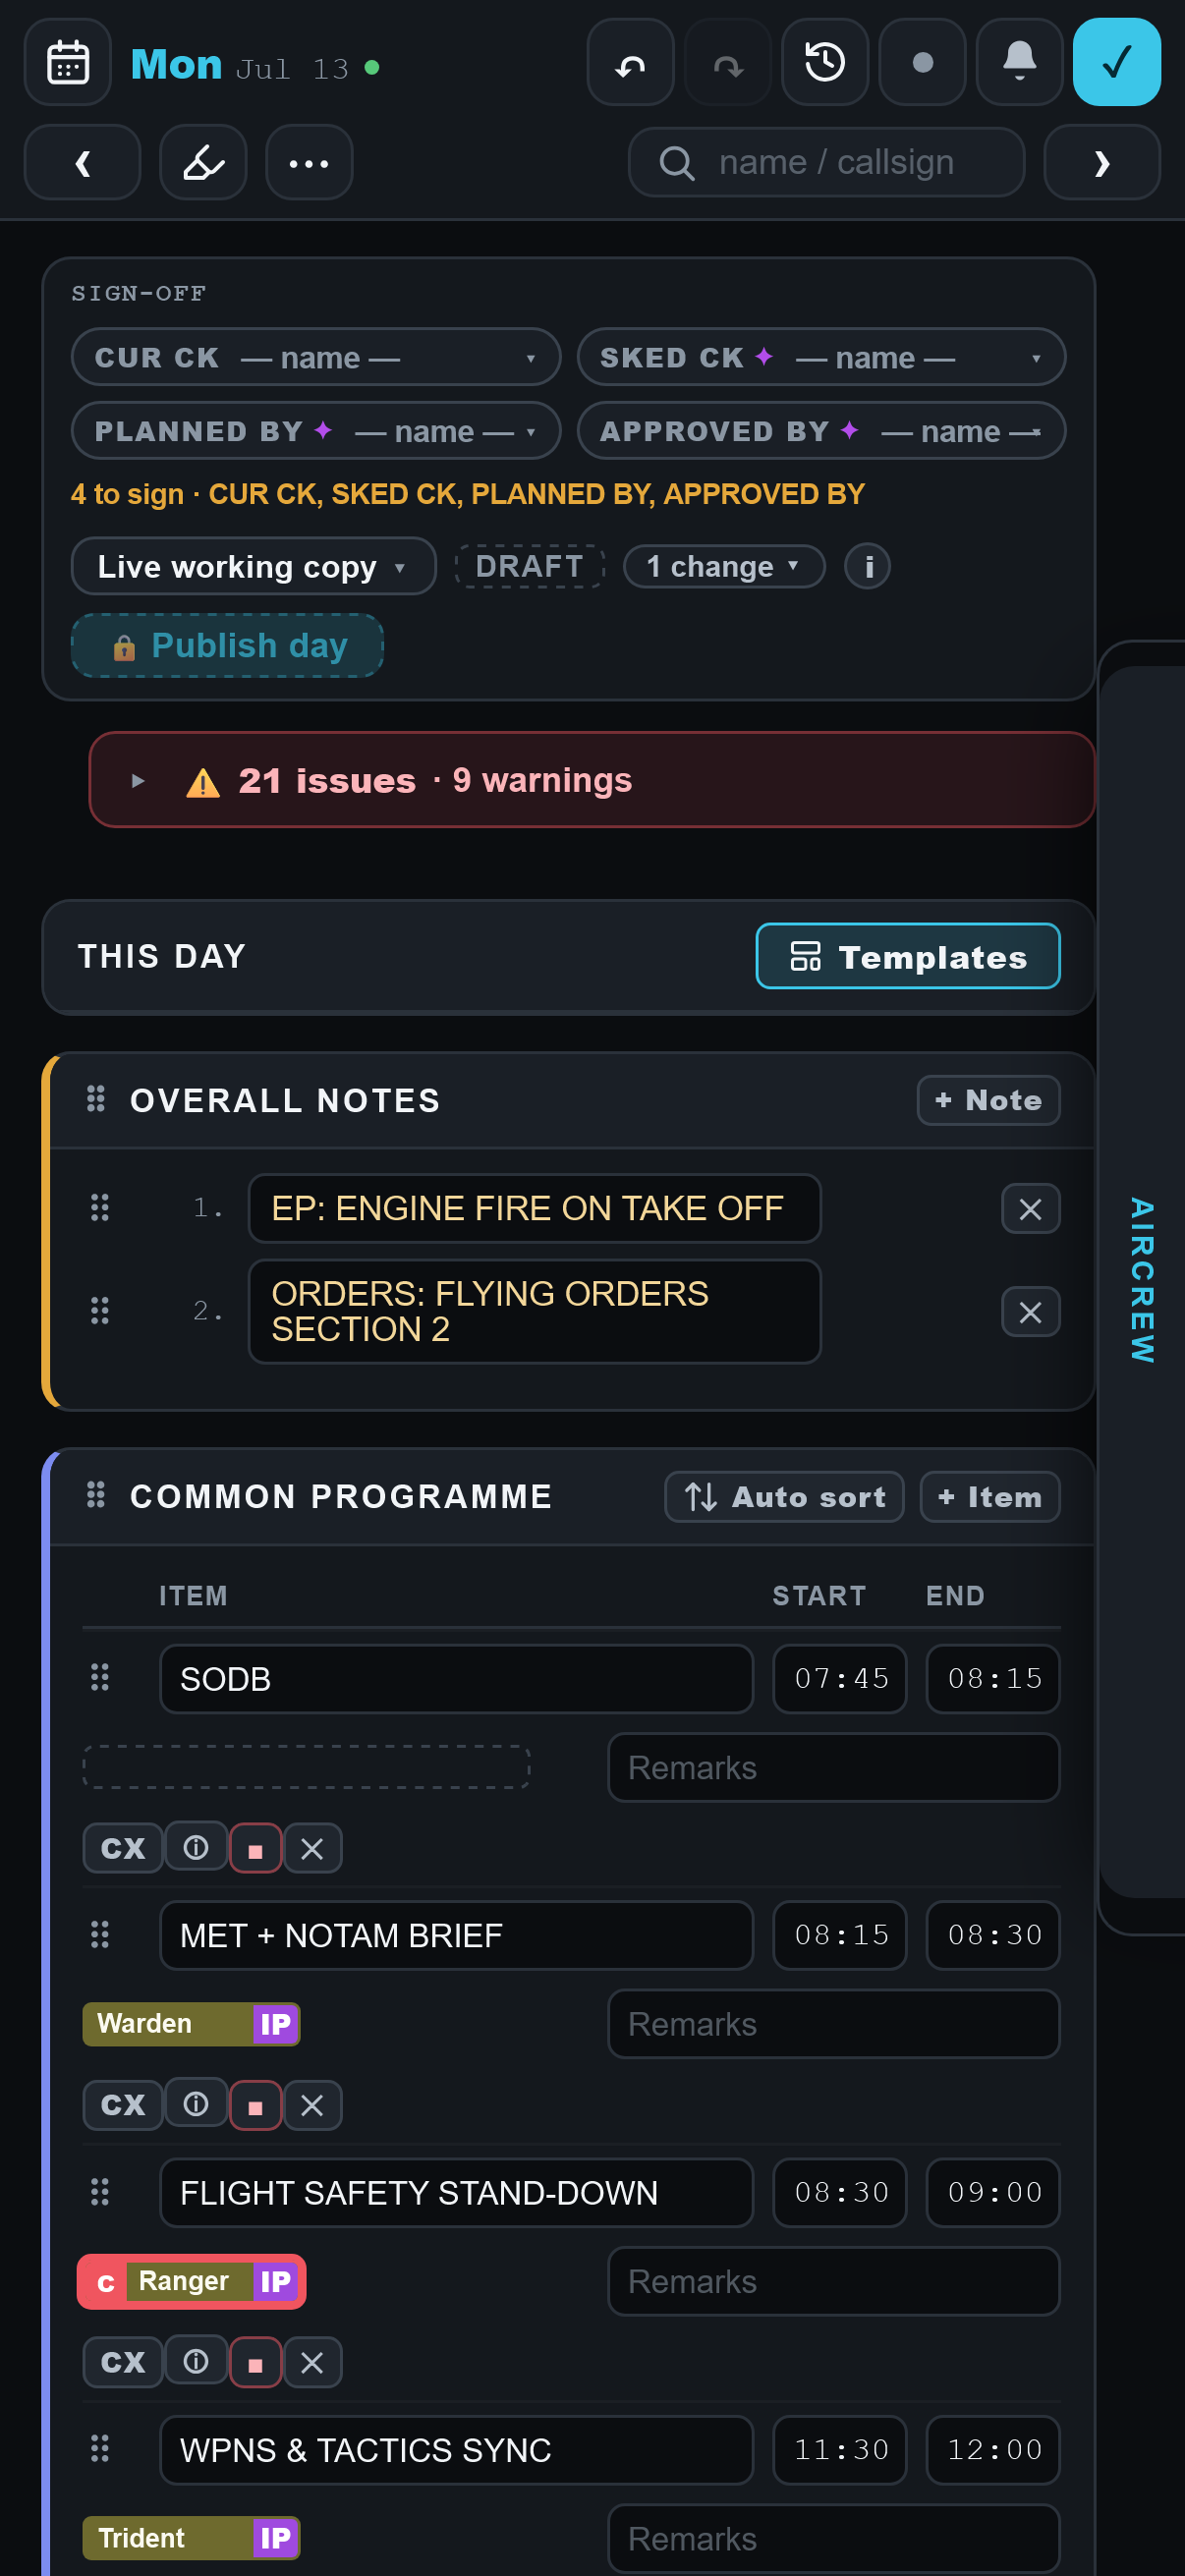 Mon Jul 13
name / callsign
SIGN-OFF
CUR CK — name —
SKED CK — name —
PLANNED BY — name —
APPROVED BY — name —
4 to sign · CUR CK, SKED CK, PLANNED BY, APPROVED BY
Live working copy
DRAFT
1 change
i
Publish day
21 issues · 9 warnings
THIS DAY
Templates
OVERALL NOTES
+ Note
1. EP: ENGINE FIRE ON TAKE OFF
2. ORDERS: FLYING ORDERS
SECTION 2
AIRCREW
COMMON PROGRAMME
Auto sort
+ Item
ITEM START END
SODB 07:45 08:15
Remarks
CX
MET + NOTAM BRIEF 08:15 08:30
Warden IP
Remarks
CX
FLIGHT SAFETY STAND-DOWN 08:30 09:00
C Ranger IP
Remarks
CX
WPNS & TACTICS SYNC 11:30 12:00
Trident IP
Remarks